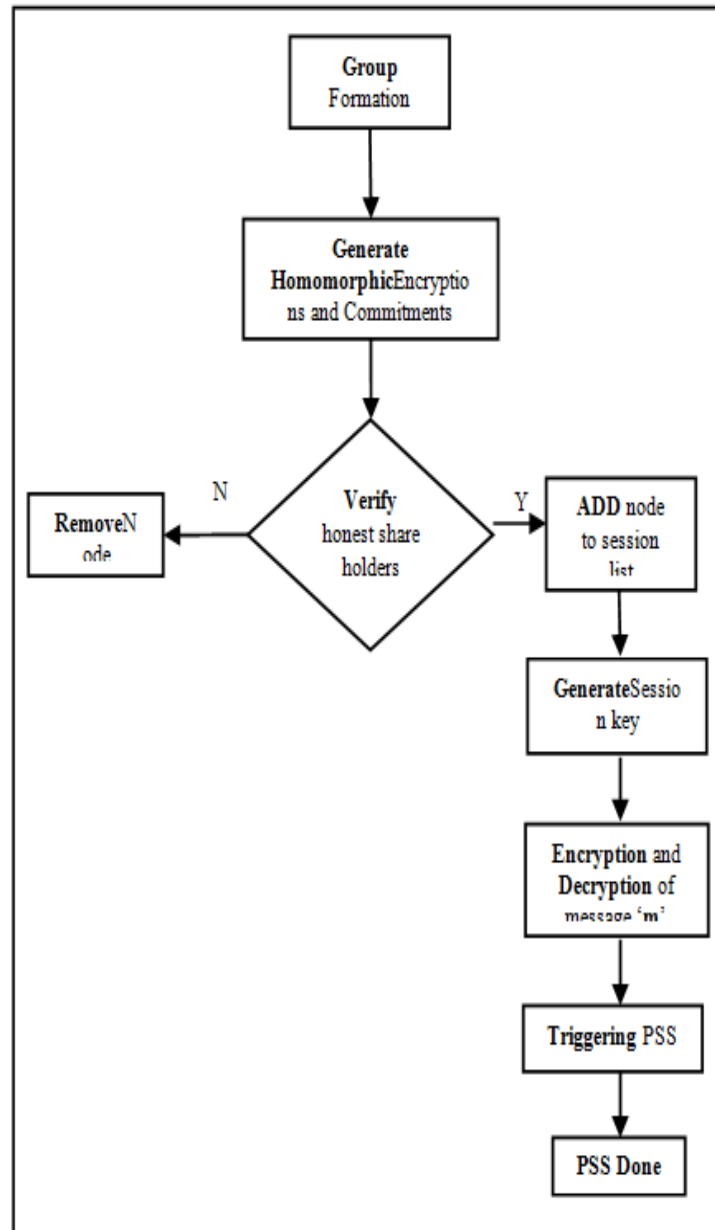 Group
Formation
Generate
HomomorphicEncryptio
ns and Commitments
N
Verify
honest share
holders
Y
RemoveN
ode
ADD node
to session
list
GenerateSessio
n key
Encryption and
Decryption of
message ‘m’
Triggering PSS
PSS Done